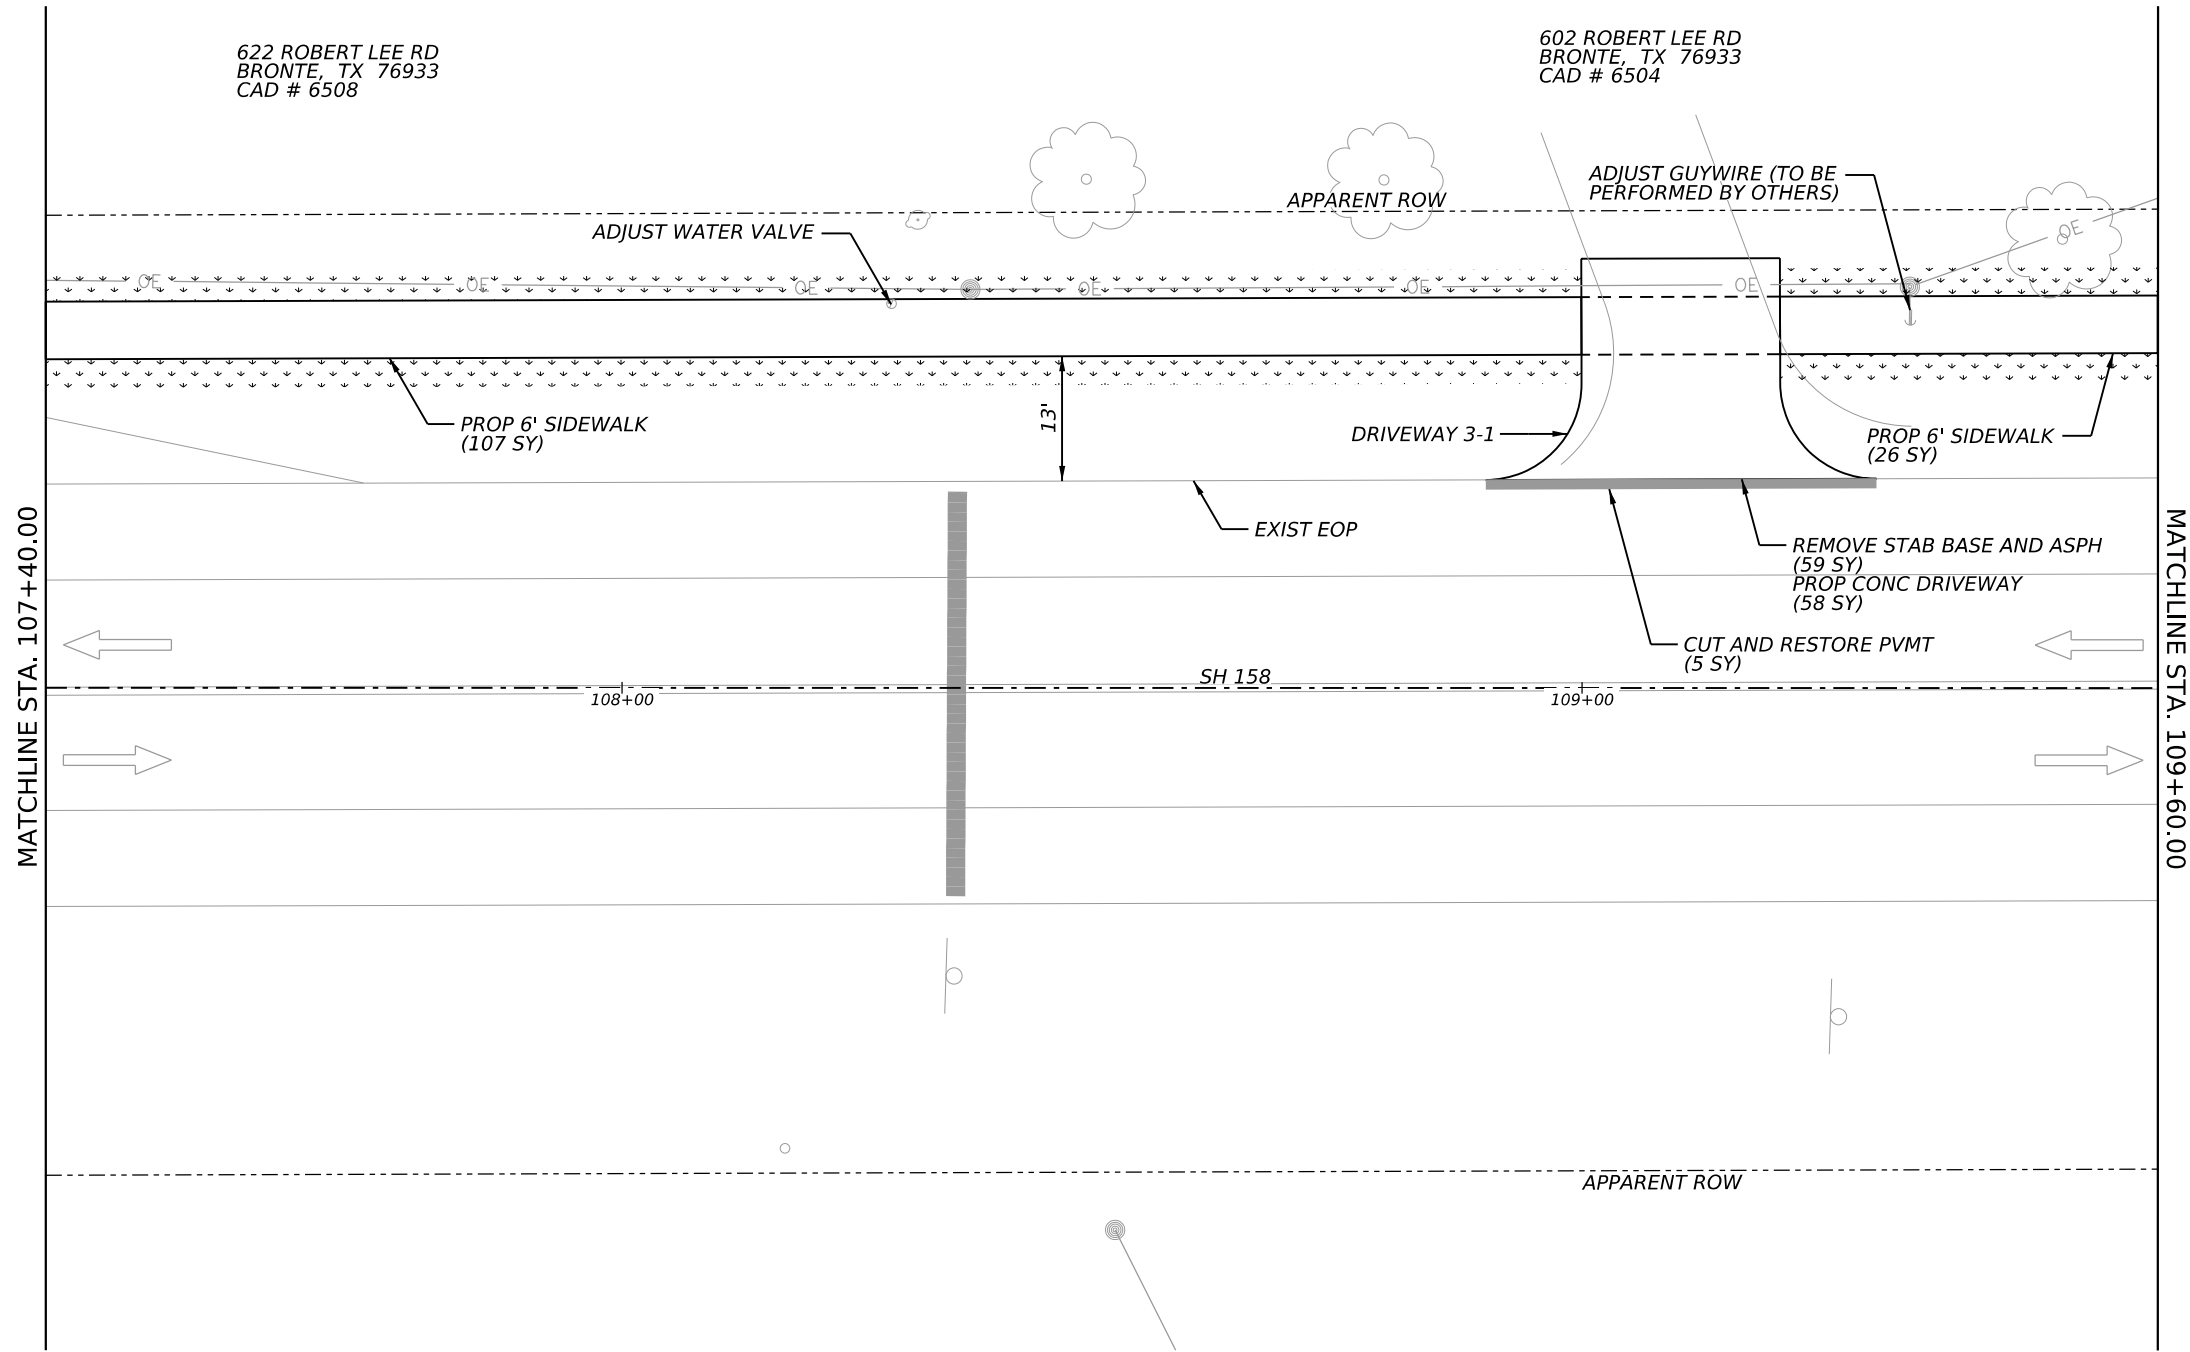 622 ROBERT LEE RD
BRONTE, TX 76933
CAD # 6508
602 ROBERT LEE RD
BRONTE, TX 76933
CAD # 6504
ADJUST GUYWIRE (TO BE
PERFORMED BY OTHERS)
APPARENT ROW
ADJUST WATER VALVE
OE
OE
OE
OE
OE
OE
OE
PROP 6' SIDEWALK
(107 SY)
13'
DRIVEWAY 3-1
PROP 6' SIDEWALK
(26 SY)
EXIST EOP
REMOVE STAB BASE AND ASPH
(59 SY)
PROP CONC DRIVEWAY
(58 SY)
CUT AND RESTORE PVMT
(5 SY)
SH 158
108+00
109+00
MATCHLINE STA. 107+40.00
MATCHLINE STA. 109+60.00
APPARENT ROW